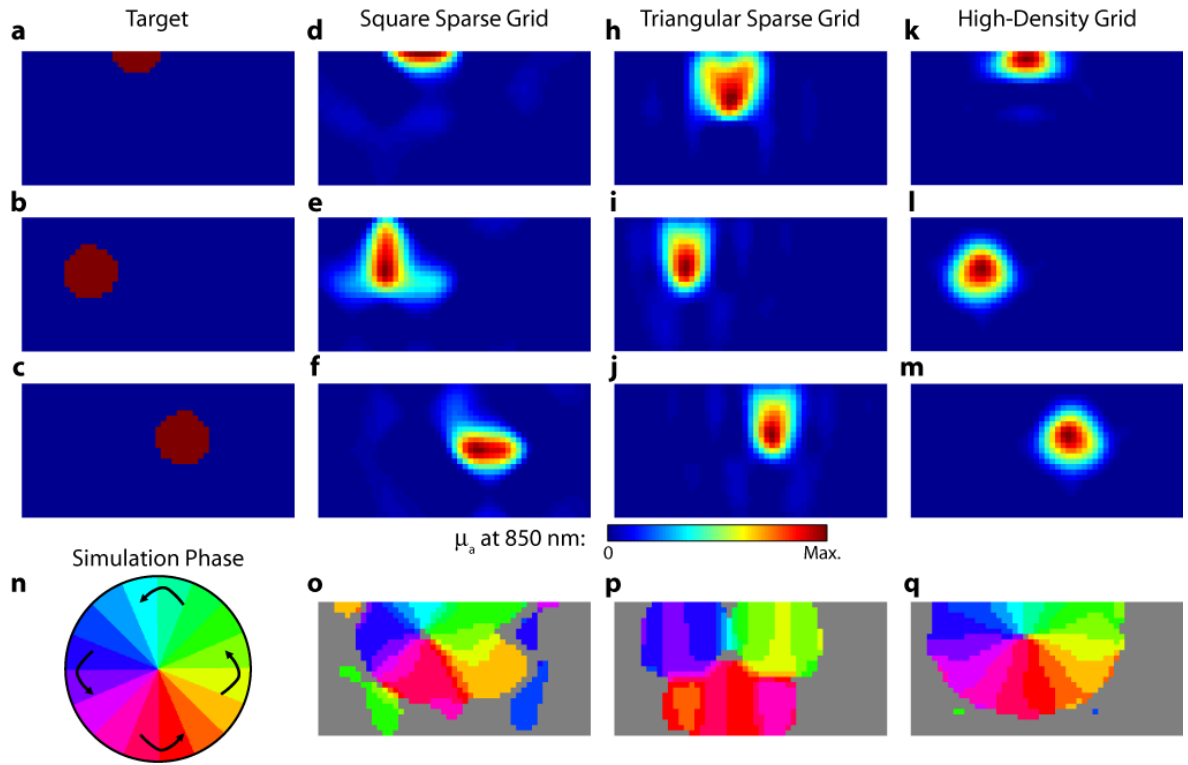 Target Square Sparse Grid Triangular Sparse Grid High-Density Grid
a d h k
b e i l
c f j m
μa at 850 nm: 0 Max.
Simulation Phase
n o p q